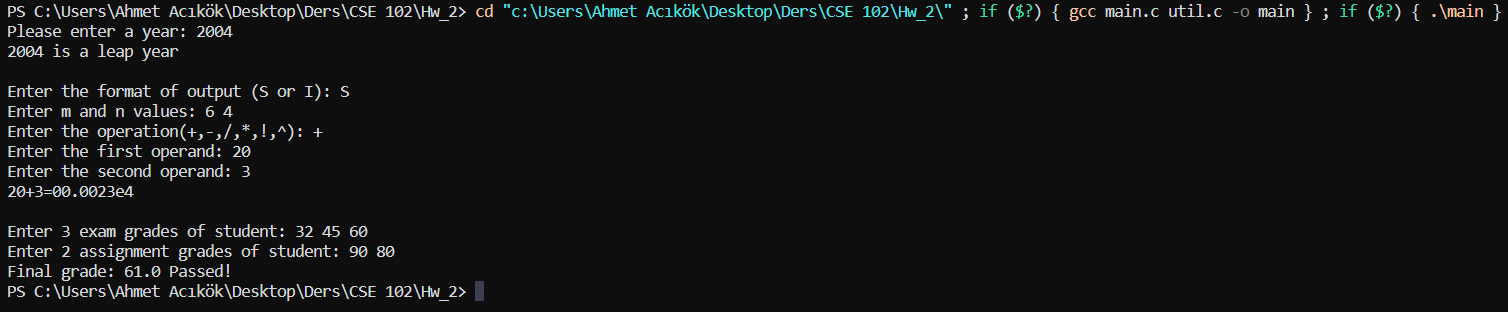 PS C:\Users\Ahmet Acıkök\Desktop\Ders\CSE 102\Hw_2> cd "c:\Users\Ahmet Acıkök\Desktop\Ders\CSE 102\Hw_2\" ; if ($?) { gcc main.c util.c -o main } ; if ($?) { .\main }
Please enter a year: 2004
2004 is a leap year
Enter the format of output (S or I): S
Enter m and n values: 6 4
Enter the operation(+,-,/,*,!,^): +
Enter the first operand: 20
Enter the second operand: 3
20+3=00.0023e4
Enter 3 exam grades of student: 32 45 60
Enter 2 assignment grades of student: 90 80
Final grade: 61.0 Passed!
PS C:\Users\Ahmet Acıkök\Desktop\Ders\CSE 102\Hw_2>